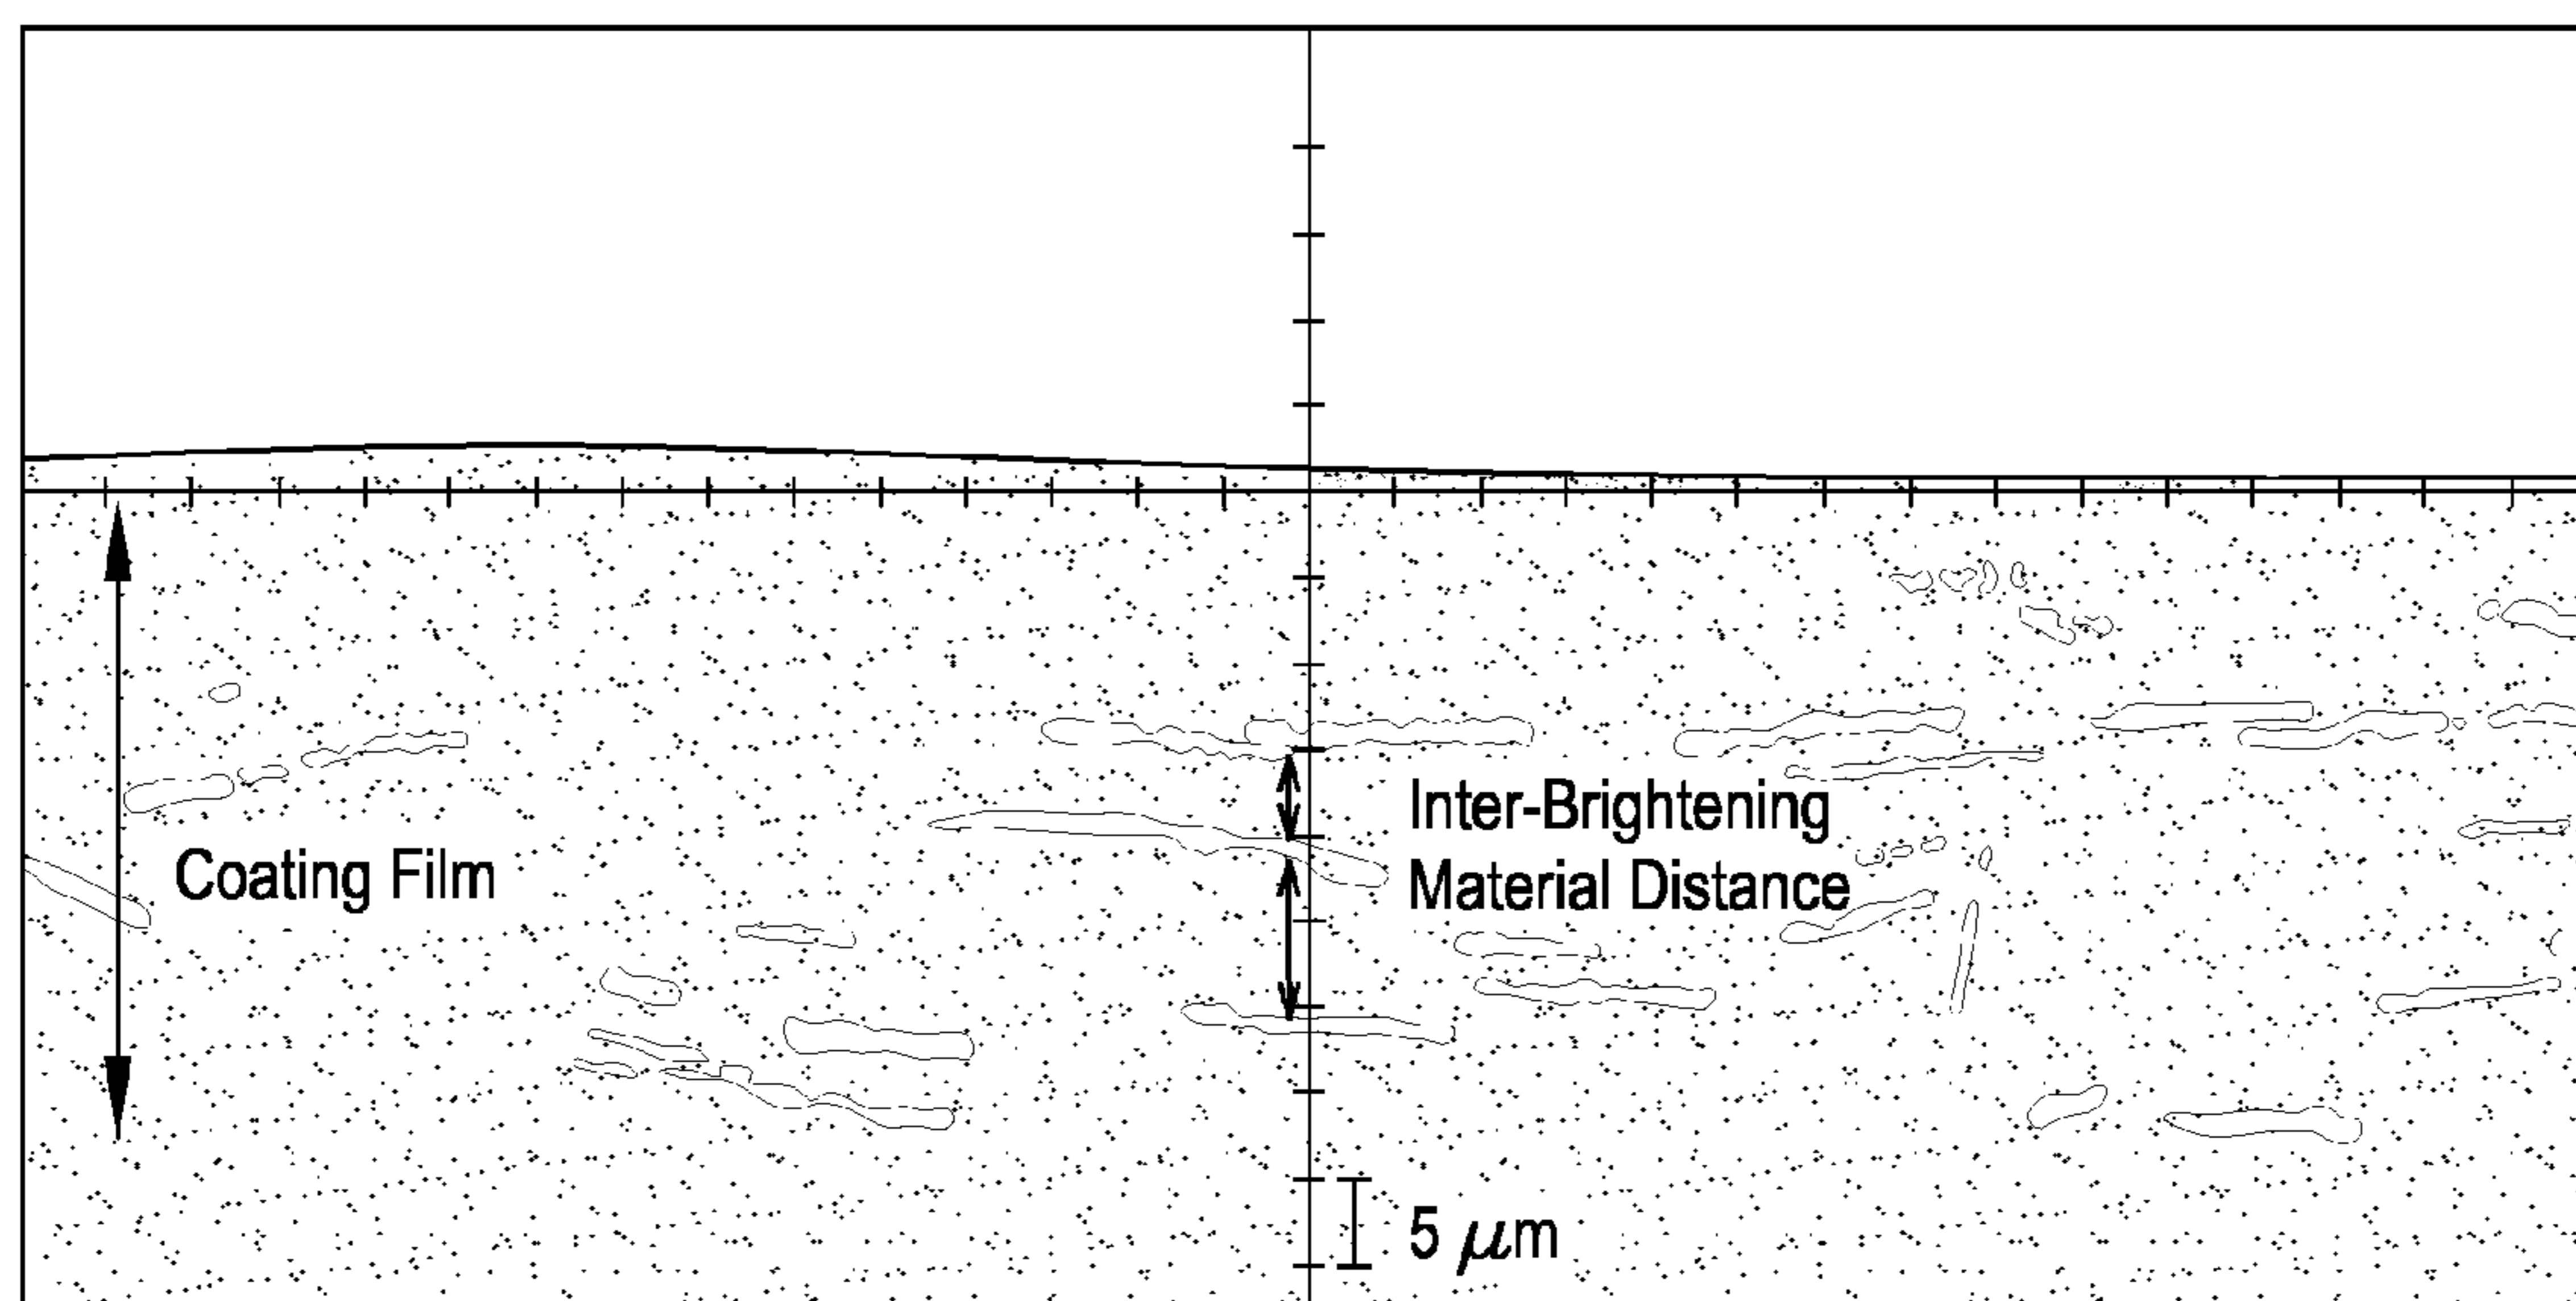 Inter-Brightening
Material Distance
Coating Film
5 μm